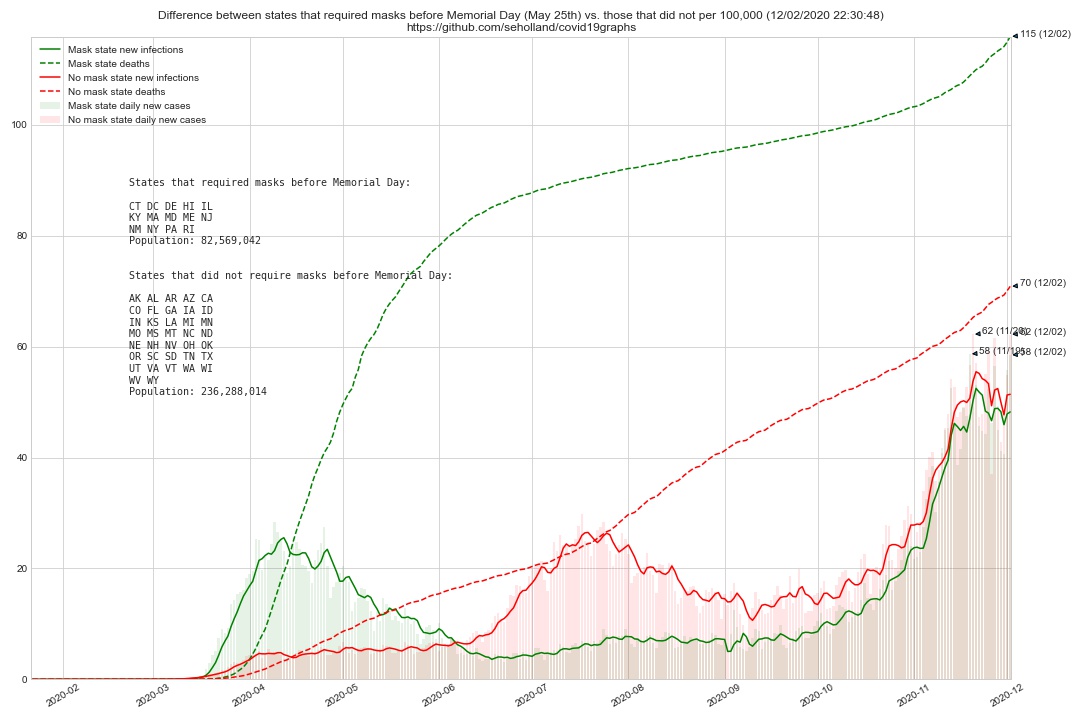 Difference between states that required masks before Memorial Day (May 25th) vs. those that did not per 100,000 (12/02/2020 22:30:48)
https://github.com/seholland/covid19graphs
Mask state new infections
Mask state deaths
No mask state new infections
No mask state deaths
Mask state daily new cases
No mask state daily new cases
115 (12/02)
100
States that required masks before Memorial Day:
CT DC DE HI IL
KY MA MD ME NJ
NM NY PA RI
Population: 82,569,042
80
States that did not require masks before Memorial Day:
AK AL AR AZ CA
CO FL GA IA ID
IN KS LA MI MN
MO MS MT NC ND
NE NH NV OH OK
OR SC SD TN TX
UT VA VT WA WI
WV WY
Population: 236,288,014
70 (12/02)
62 (11/20)
62 (12/02)
58 (11/19)
58 (12/02)
60
40
20
0
2020-02
2020-03
2020-04
2020-05
2020-06
2020-07
2020-08
2020-09
2020-10
2020-11
2020-12